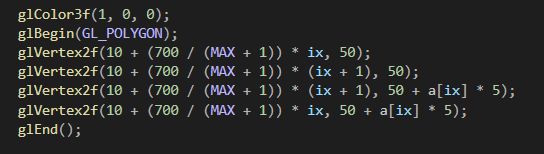 glColor3f(1, 0, 0);
glBegin(GL_POLYGON);
glVertex2f(10 + (700 / (MAX + 1)) * ix, 50);
glVertex2f(10 + (700 / (MAX + 1)) * (ix + 1), 50);
glVertex2f(10 + (700 / (MAX + 1)) * (ix + 1), 50 + a[ix] * 5);
glVertex2f(10 + (700 / (MAX + 1)) * ix, 50 + a[ix] * 5);
glEnd();